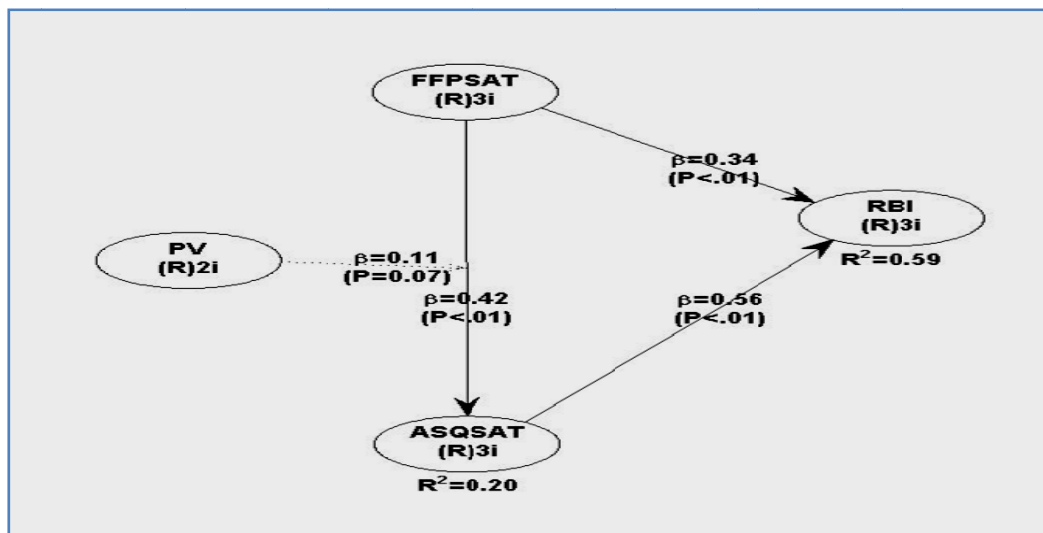 FFPSAT
(R)3i
β=0.34
(P<.01)
RBI
(R)3i
R²=0.59
PV
(R)2i
β=0.11
(P=0.07)
β=0.42
(P<.01)
β=0.56
(P<.01)
ASQSAT
(R)3i
R²=0.20